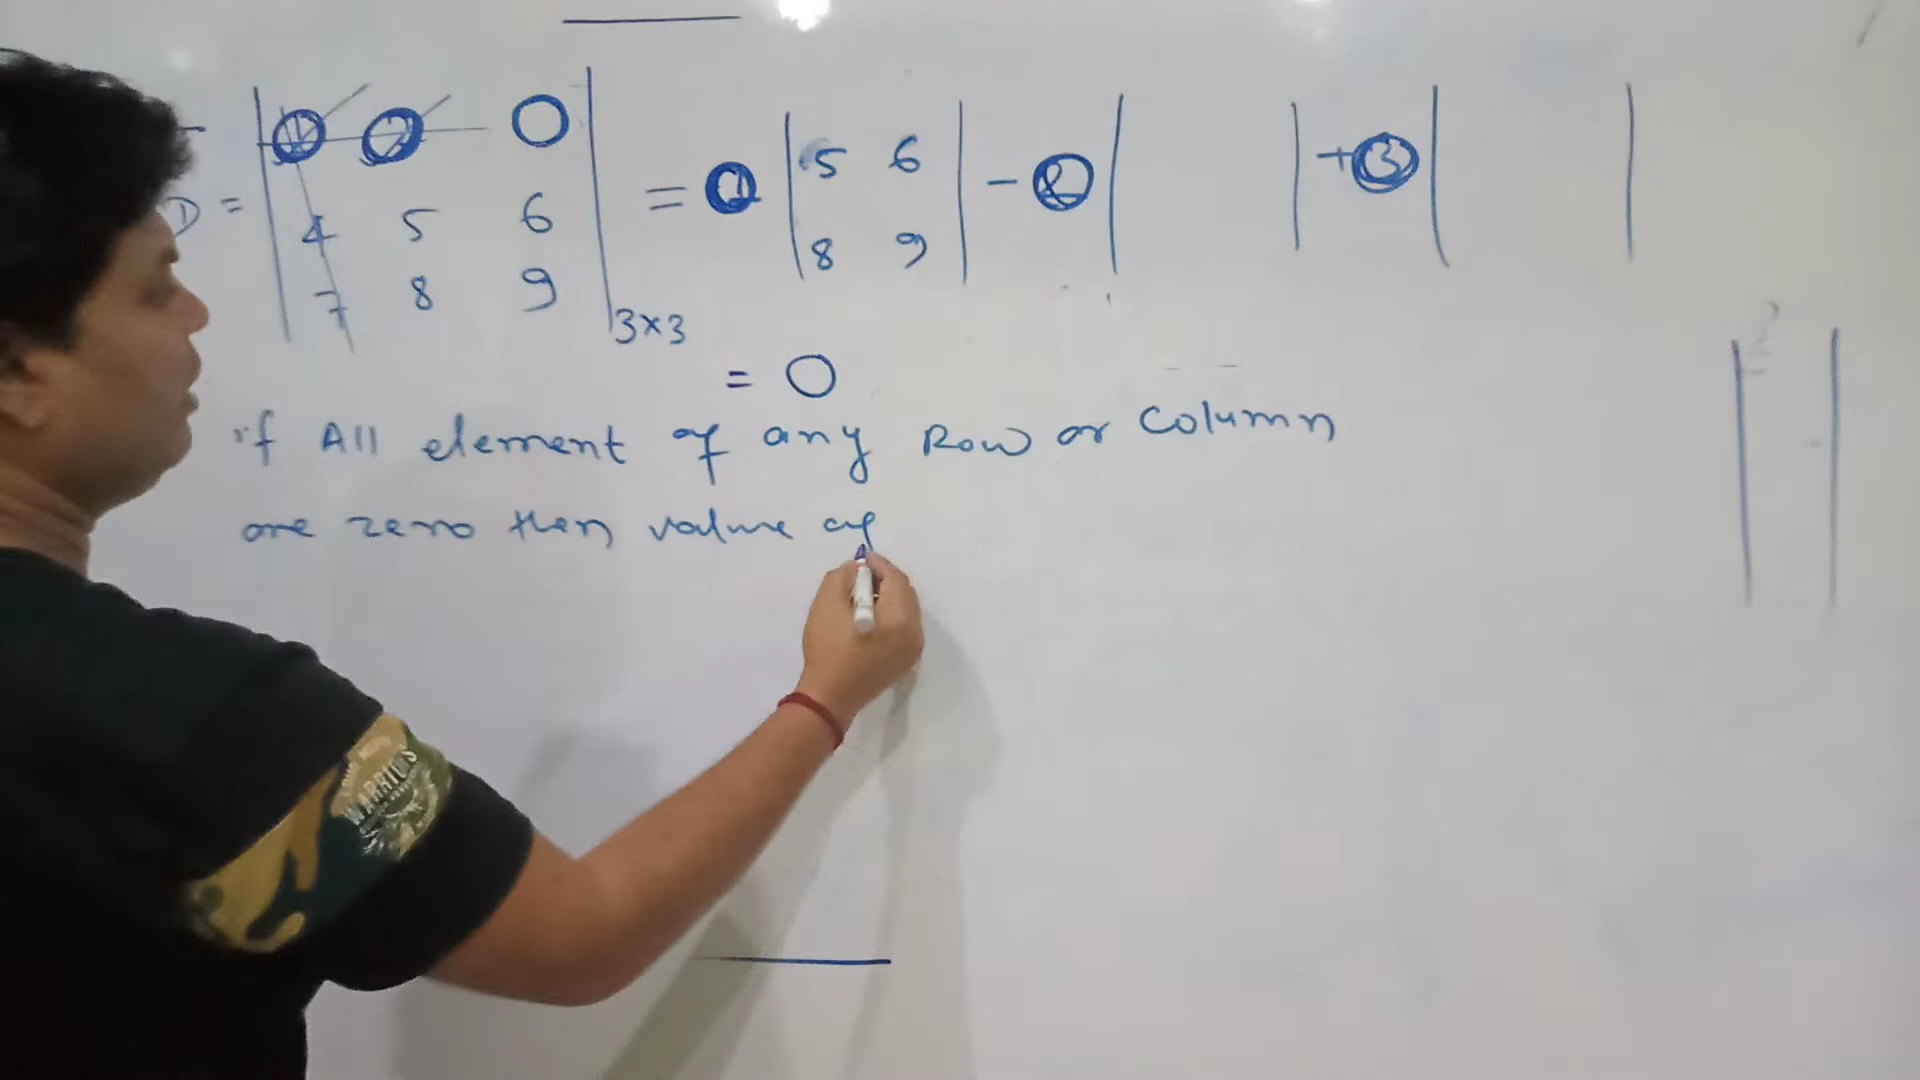 D = | 0 0 0 | = 0 | 5 6 | - 0 | | + 0 | |
4 5 6
8 9
7 8 9
3×3
= 0
if All element of any Row or Column
are zero then value of
WARRIORS